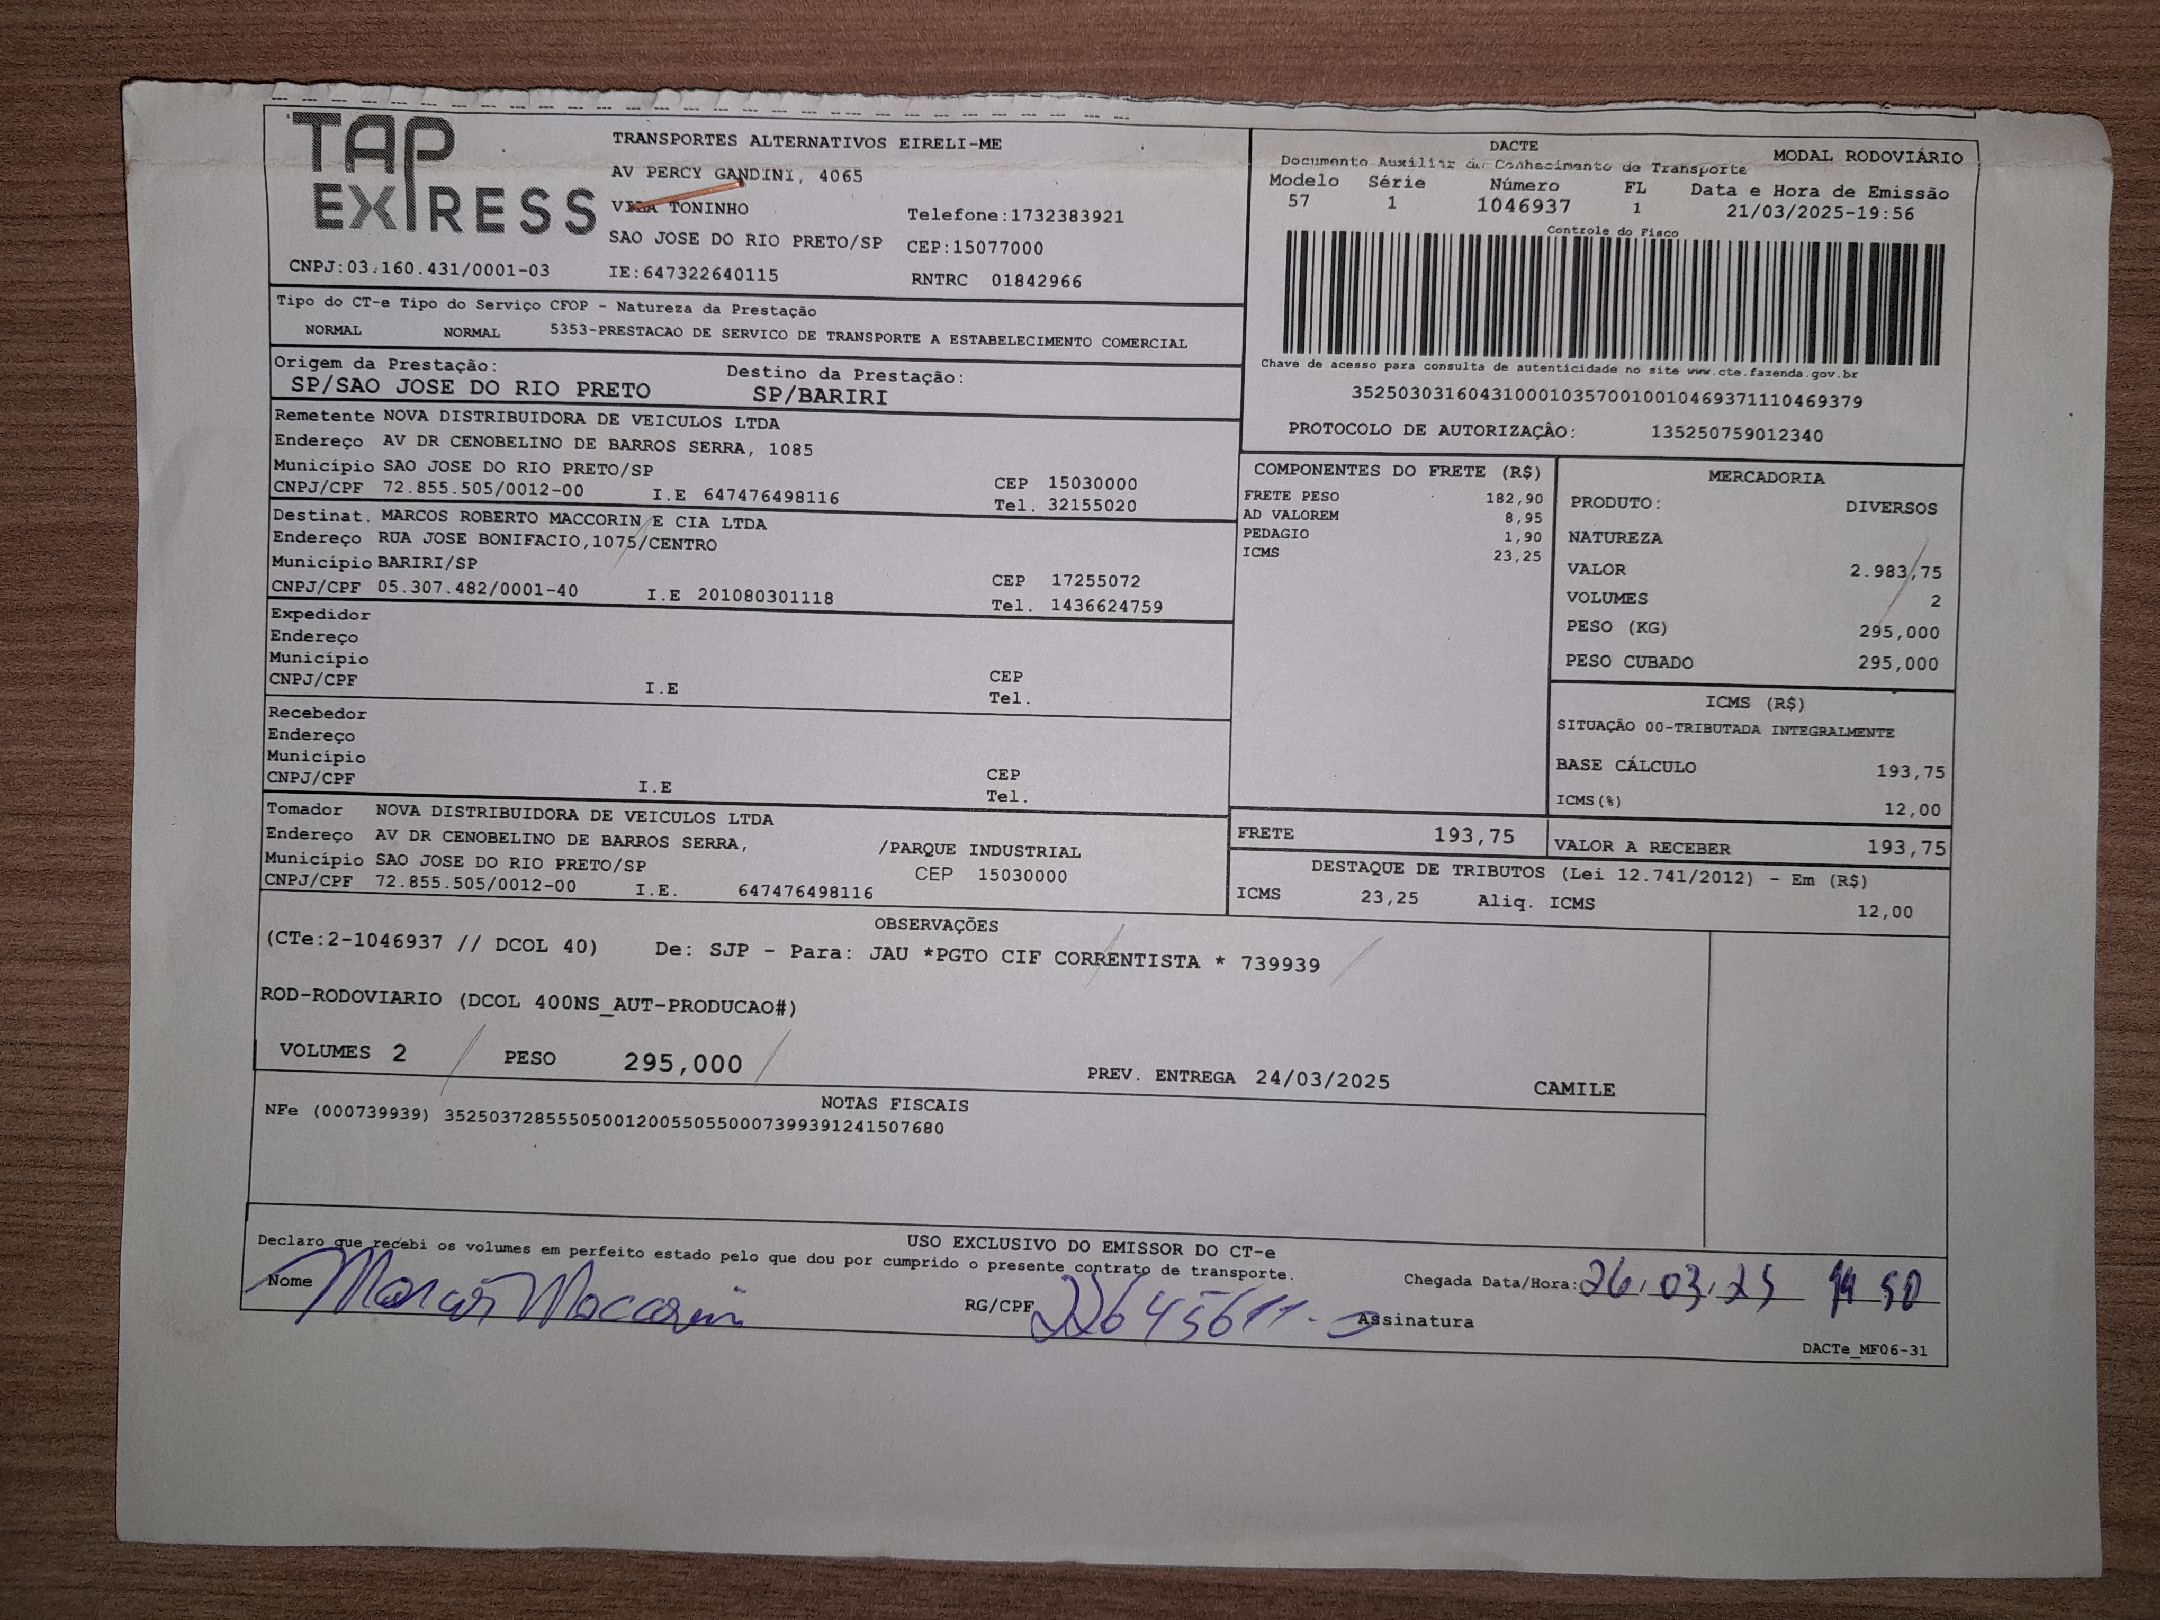 TAP EXPRESS
TRANSPORTES ALTERNATIVOS EIRELI-ME
AV PERCY GANDINI, 4065
VILA TONINHO
Telefone:1732383921
SAO JOSE DO RIO PRETO/SP CEP:15077000
CNPJ:03.160.431/0001-03 IE:647322640115 RNTRC 01842966
DACTE MODAL RODOVIÁRIO
Documento Auxiliar do Conhecimento de Transporte
Modelo Série Número FL Data e Hora de Emissão
57 1 1046937 1 21/03/2025-19:56
Controle do Fisco
Chave de acesso para consulta de autenticidade no site www.cte.fazenda.gov.br
35250303160431000103570010010469371110469379
PROTOCOLO DE AUTORIZAÇÂO: 135250759012340
Tipo do CT-e Tipo do Serviço CFOP - Natureza da Prestação
NORMAL NORMAL 5353-PRESTACAO DE SERVICO DE TRANSPORTE A ESTABELECIMENTO COMERCIAL
Origem da Prestação: Destino da Prestação:
SP/SAO JOSE DO RIO PRETO SP/BARIRI
Remetente NOVA DISTRIBUIDORA DE VEICULOS LTDA
Endereço AV DR CENOBELINO DE BARROS SERRA, 1085
Município SAO JOSE DO RIO PRETO/SP CEP 15030000
CNPJ/CPF 72.855.505/0012-00 I.E 647476498116 Tel. 32155020
Destinat. MARCOS ROBERTO MACCORIN E CIA LTDA
Endereço RUA JOSE BONIFACIO,1075/CENTRO
Município BARIRI/SP CEP 17255072
CNPJ/CPF 05.307.482/0001-40 I.E 201080301118 Tel. 1436624759
Expedidor
Endereço
Município CEP
CNPJ/CPF I.E Tel.
Recebedor
Endereço
Município CEP
CNPJ/CPF I.E Tel.
Tomador NOVA DISTRIBUIDORA DE VEICULOS LTDA
Endereço AV DR CENOBELINO DE BARROS SERRA, /PARQUE INDUSTRIAL
Município SAO JOSE DO RIO PRETO/SP CEP 15030000
CNPJ/CPF 72.855.505/0012-00 I.E. 647476498116
COMPONENTES DO FRETE (R$)
FRETE PESO 182,90
AD VALOREM 8,95
PEDAGIO 1,90
ICMS 23,25
MERCADORIA
PRODUTO: DIVERSOS
NATUREZA
VALOR 2.983,75
VOLUMES 2
PESO (KG) 295,000
PESO CUBADO 295,000
ICMS (R$)
SITUAÇÃO 00-TRIBUTADA INTEGRALMENTE
BASE CÁLCULO 193,75
ICMS(%) 12,00
FRETE 193,75 VALOR A RECEBER 193,75
DESTAQUE DE TRIBUTOS (Lei 12.741/2012) - Em (R$)
ICMS 23,25 Aliq. ICMS 12,00
OBSERVAÇÕES
(CTe:2-1046937 // DCOL 40) De: SJP - Para: JAU *PGTO CIF CORRENTISTA * 739939
ROD-RODOVIARIO (DCOL 400NS_AUT-PRODUCAO#)
VOLUMES 2 PESO 295,000 PREV. ENTREGA 24/03/2025 CAMILE
NOTAS FISCAIS
NFe (000739939) 35250372855505001200550550007399391241507680
USO EXCLUSIVO DO EMISSOR DO CT-e
Declaro que recebi os volumes em perfeito estado pelo que dou por cumprido o presente contrato de transporte.
Nome Marcos Maccorin RG/CPF 22645611- Assinatura
Chegada Data/Hora: 26.03.25 14 50
DACTe_MF06-31